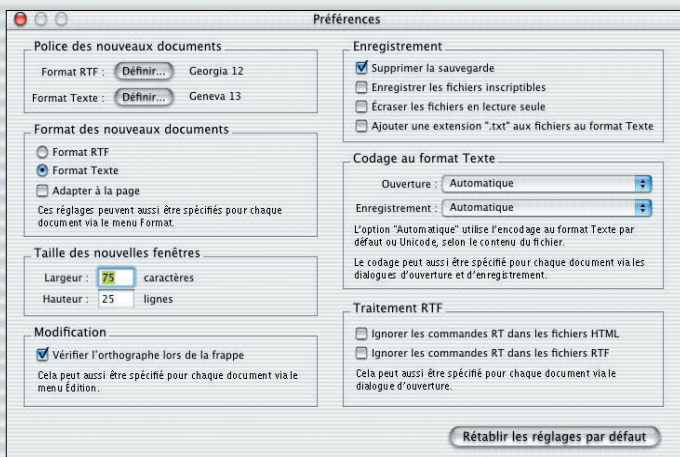 Préférences
Police des nouveaux documents
Format RTF : Définir... Georgia 12
Format Texte : Définir... Geneva 13
Format des nouveaux documents
Format RTF
Format Texte
Adapter à la page
Ces réglages peuvent aussi être spécifiés pour chaque
document via le menu Format.
Taille des nouvelles fenêtres
Largeur : 75 caractères
Hauteur : 25 lignes
Modification
Vérifier l'orthographe lors de la frappe
Cela peut aussi être spécifié pour chaque document via le
menu Édition.
Enregistrement
Supprimer la sauvegarde
Enregistrer les fichiers inscriptibles
Écraser les fichiers en lecture seule
Ajouter une extension ".txt" aux fichiers au format Texte
Codage au format Texte
Ouverture : Automatique
Enregistrement : Automatique
L'option "Automatique" utilise l'encodage au format Texte par
défaut ou Unicode, selon le contenu du fichier.
Le codage peut aussi être spécifié pour chaque document via les
dialogues d'ouverture et d'enregistrement.
Traitement RTF
Ignorer les commandes RT dans les fichiers HTML
Ignorer les commandes RT dans les fichiers RTF
Cela peut aussi être spécifié pour chaque document via le
dialogue d'ouverture.
Rétablir les réglages par défaut